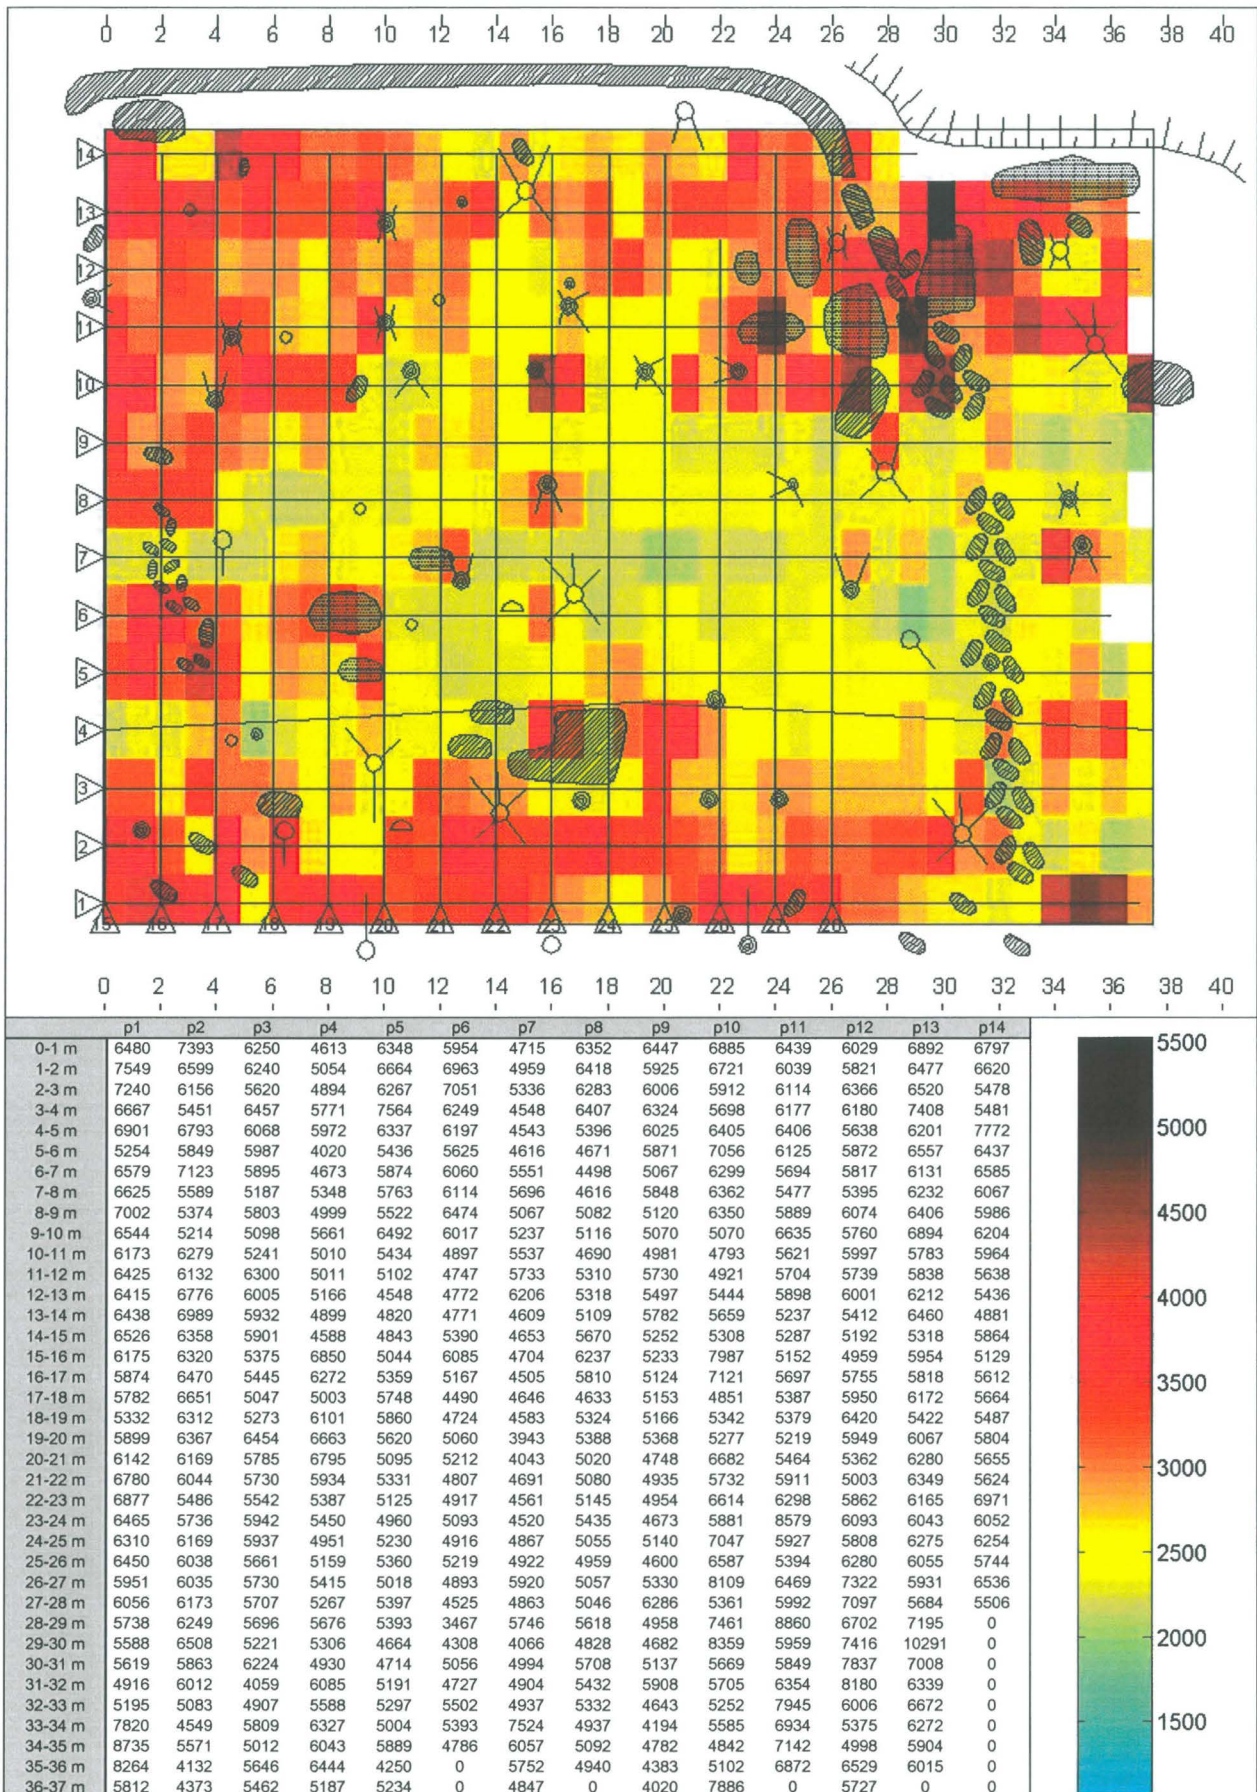 0 2 4 6 8 10 12 14 16 18 20 22 24 26 28 30 32 34 36 38 40
14
13
12
11
10
9
8
7
6
5
4
3
2
1
15 16 17 18 19 20 21 22 23 24 25 26 27 28
0 2 4 6 8 10 12 14 16 18 20 22 24 26 28 30 32 34 36 38 40
p1 p2 p3 p4 p5 p6 p7 p8 p9 p10 p11 p12 p13 p14
0-1 m 6480 7393 6250 4613 6348 5954 4715 6352 6447 6885 6439 6029 6892 6797
1-2 m 7549 6599 6240 5054 6664 6963 4959 6418 5925 6721 6039 5821 6477 6620
2-3 m 7240 6156 5620 4894 6267 7051 5336 6283 6006 5912 6114 6366 6520 5478
3-4 m 6667 5451 6457 5771 7564 6249 4548 6407 6324 5698 6177 6180 7408 5481
4-5 m 6901 6793 6068 5972 6337 6197 4543 5396 6025 6405 6406 5638 6201 7772
5-6 m 5254 5849 5987 4020 5436 5625 4616 4671 5871 7056 6125 5872 6557 6437
6-7 m 6579 7123 5895 4673 5874 6060 5551 4498 5067 6299 5694 5817 6131 6585
7-8 m 6625 5589 5187 5348 5763 6114 5696 4616 5848 6362 5477 5395 6232 6067
8-9 m 7002 5374 5803 4999 5522 6474 5067 5082 5120 6350 5889 6074 6406 5986
9-10 m 6544 5214 5098 5661 6492 6017 5237 5116 5070 5070 6635 5760 6894 6204
10-11 m 6173 6279 5241 5010 5434 4897 5537 4690 4981 4793 5621 5997 5783 5964
11-12 m 6425 6132 6300 5011 5102 4747 5733 5310 5730 4921 5704 5739 5838 5638
12-13 m 6415 6776 6005 5166 4548 4772 6206 5318 5497 5444 5898 6001 6212 5436
13-14 m 6438 6989 5932 4899 4820 4771 4609 5109 5782 5659 5237 5412 6460 4881
14-15 m 6526 6358 5901 4588 4843 5390 4653 5670 5252 5308 5287 5192 5318 5864
15-16 m 6175 6320 5375 6850 5044 6085 4704 6237 5233 7987 5152 4959 5954 5129
16-17 m 5874 6470 5445 6272 5359 5167 4505 5810 5124 7121 5697 5755 5818 5612
17-18 m 5782 6651 5047 5003 5748 4490 4646 4633 5153 4851 5387 5950 6172 5664
18-19 m 5332 6312 5273 6101 5860 4724 4583 5324 5166 5342 5379 6420 5422 5487
19-20 m 5899 6367 6454 6663 5620 5060 3943 5388 5368 5277 5219 5949 6067 5804
20-21 m 6142 6169 5785 6795 5095 5212 4043 5020 4748 6682 5464 5362 6280 5655
21-22 m 6780 6044 5730 5934 5331 4807 4691 5080 4935 5732 5911 5003 6349 5624
22-23 m 6877 5486 5542 5387 5125 4917 4561 5145 4954 6614 6298 5862 6165 6971
23-24 m 6465 5736 5942 5450 4960 5093 4520 5435 4673 5881 8579 6093 6043 6052
24-25 m 6310 6169 5937 4951 5230 4916 4867 5055 5140 7047 5927 5808 6275 6254
25-26 m 6450 6038 5661 5159 5360 5219 4922 4959 4600 6587 5394 6280 6055 5744
26-27 m 5951 6035 5730 5415 5018 4893 5920 5057 5330 8109 6469 7322 5931 6536
27-28 m 6056 6173 5707 5267 5397 4525 4863 5046 6286 5361 5992 7097 5684 5506
28-29 m 5738 6249 5696 5676 5393 3467 5746 5618 4958 7461 8860 6702 7195 0
29-30 m 5588 6508 5221 5306 4664 4308 4066 4828 4682 8359 5959 7416 10291 0
30-31 m 5619 5863 6224 4930 4714 5056 4994 5708 5137 5669 5849 7837 7008 0
31-32 m 4916 6012 4059 6085 5191 4727 4904 5432 5908 5705 6354 8180 6339 0
32-33 m 5195 5083 4907 5588 5297 5502 4937 5332 4643 5252 7945 6006 6672 0
33-34 m 7820 4549 5809 6327 5004 5393 7524 4937 4194 5585 6934 5375 6272 0
34-35 m 8735 5571 5012 6043 5889 4786 6057 5092 4782 4842 7142 4998 5904 0
35-36 m 8264 4132 5646 6444 4250 0 5752 4940 4383 5102 6872 6529 6015 0
36-37 m 5812 4373 5462 5187 5234 0 4847 0 4020 7886 0 5727 0 0
5500
5000
4500
4000
3500
3000
2500
2000
1500